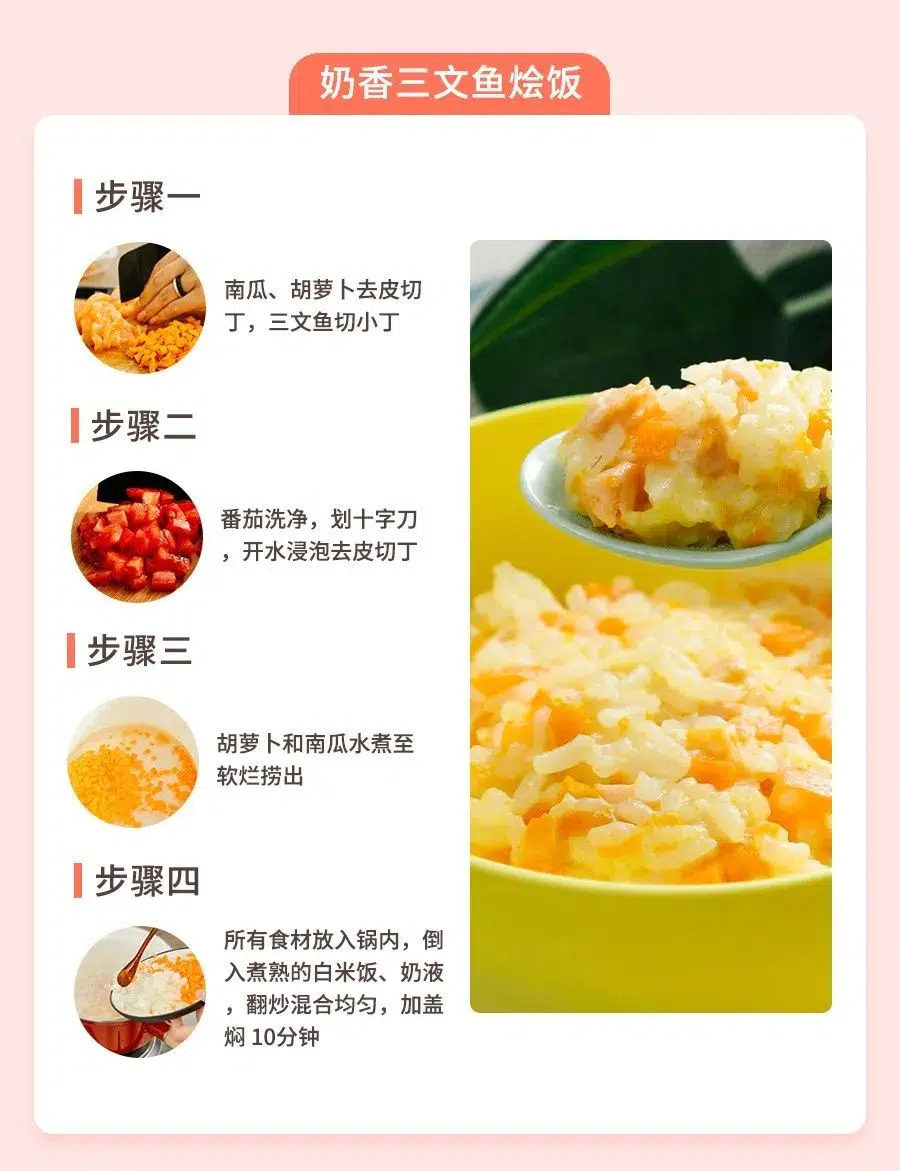 奶香三文鱼烩饭
步骤一
南瓜、胡萝卜去皮切
丁，三文鱼切小丁
步骤二
番茄洗净，划十字刀
，开水浸泡去皮切丁
步骤三
胡萝卜和南瓜水煮至
软烂捞出
步骤四
所有食材放入锅内，倒
入煮熟的白米饭、奶液
，翻炒混合均匀，加盖
焖 10分钟